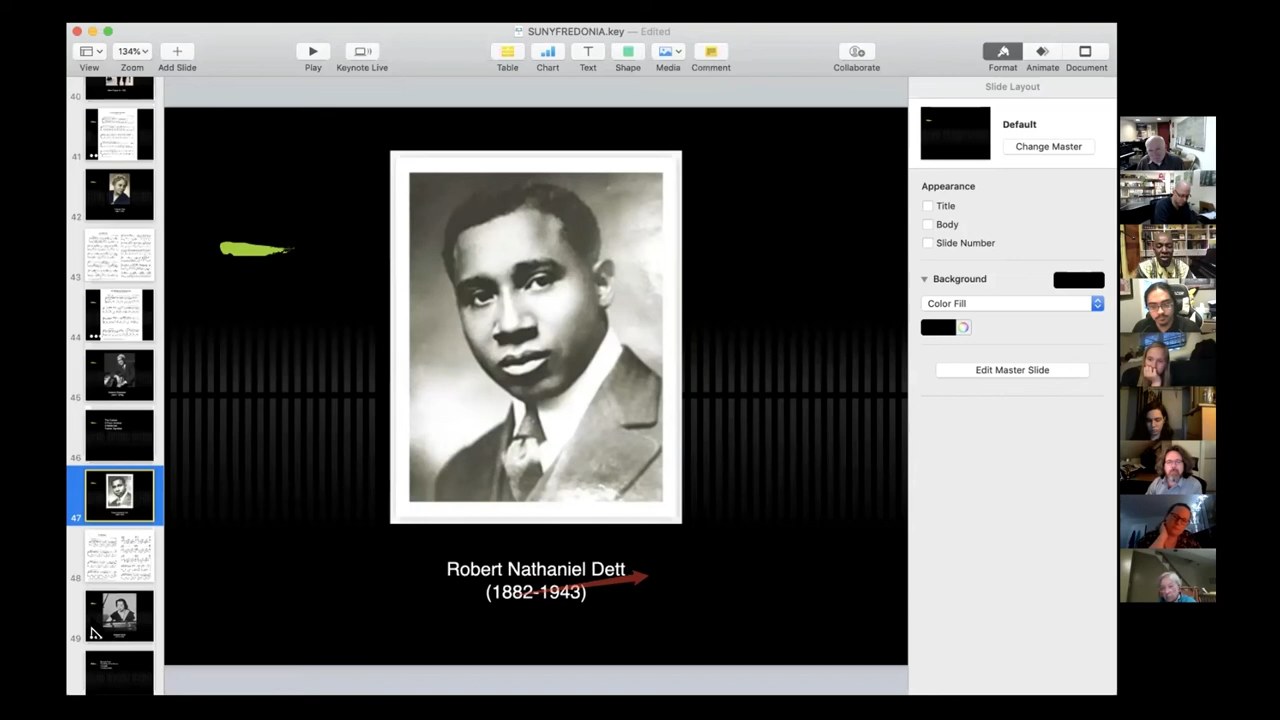 SUNYFREDONIA.key — Edited
134%
View
Zoom
Add Slide
Play
Keynote Live
Table
Chart
Text
Shape
Media
Comment
Collaborate
Format
Animate
Document
40
41
42
43
44
45
46
47
48
49
Robert Nathaniel Dett
(1882-1943)
Slide Layout
Default
Change Master
Appearance
Title
Body
Slide Number
Background
Color Fill
Edit Master Slide